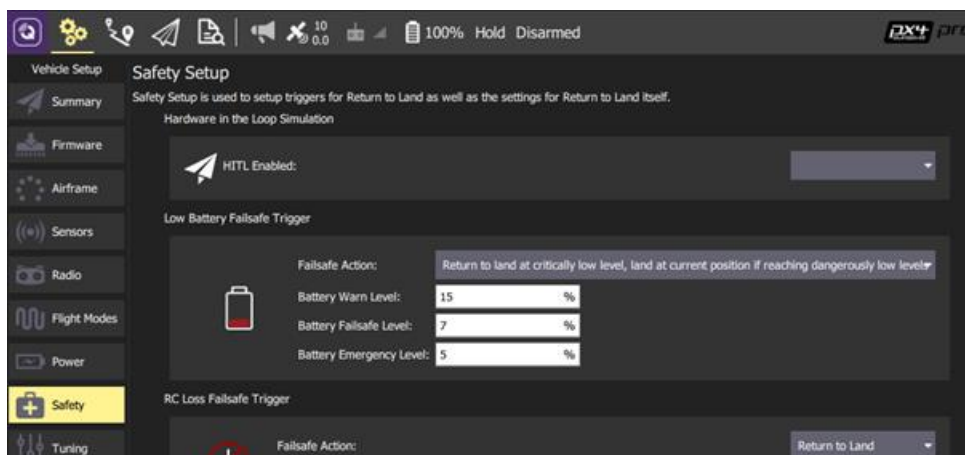 10
0.0
100% Hold Disarmed
px4 pro
Vehicle Setup
Safety Setup
Summary
Safety Setup is used to setup triggers for Return to Land as well as the settings for Return to Land itself.
Hardware in the Loop Simulation
Firmware
HITL Enabled:
Airframe
Low Battery Failsafe Trigger
Sensors
Failsafe Action: Return to land at critically low level, land at current position if reaching dangerously low levels
Radio
Battery Warn Level: 15 %
Flight Modes
Battery Failsafe Level: 7 %
Battery Emergency Level: 5 %
Power
RC Loss Failsafe Trigger
Safety
Failsafe Action: Return to Land
Tuning